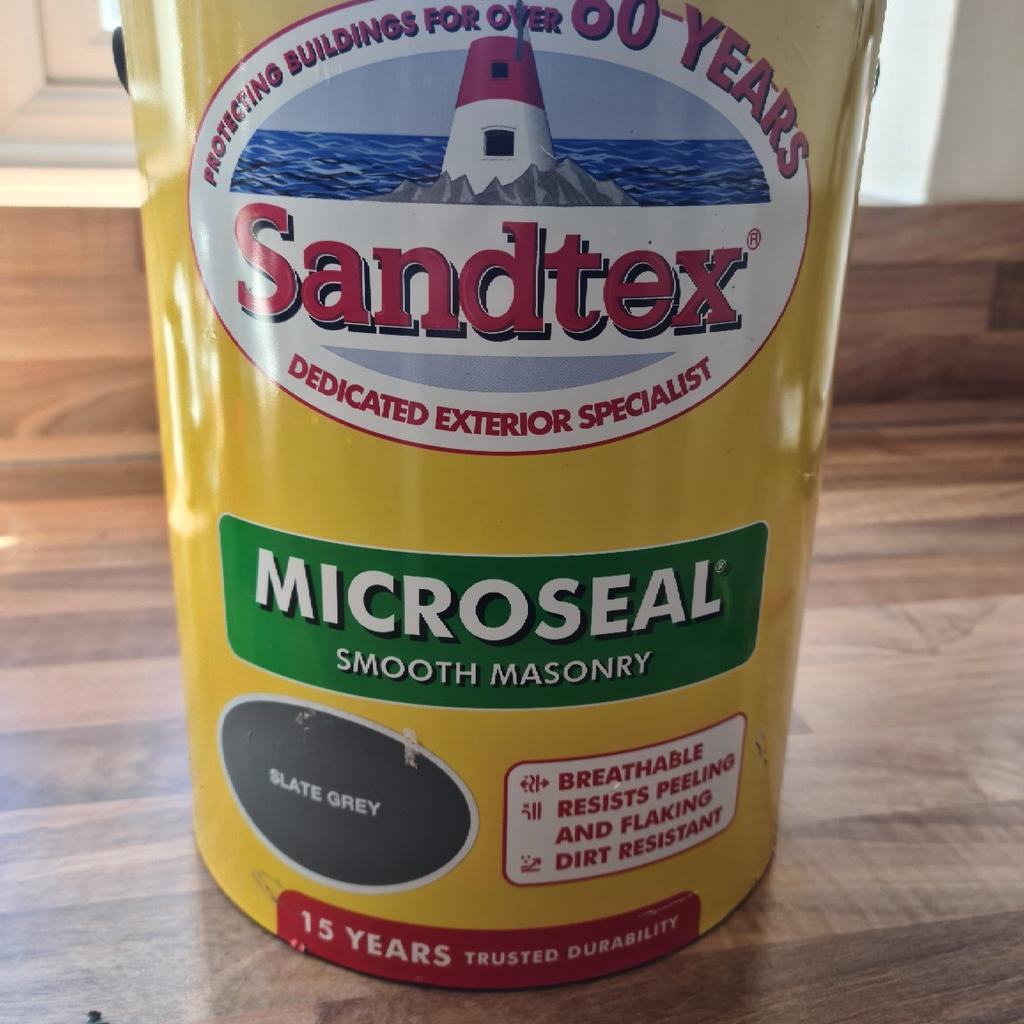 PROTECTING BUILDINGS FOR OVER 60 YEARS
Sandtex®
DEDICATED EXTERIOR SPECIALIST
MICROSEAL®
SMOOTH MASONRY
SLATE GREY
BREATHABLE
RESISTS PEELING
AND FLAKING
DIRT RESISTANT
15 YEARS TRUSTED DURABILITY